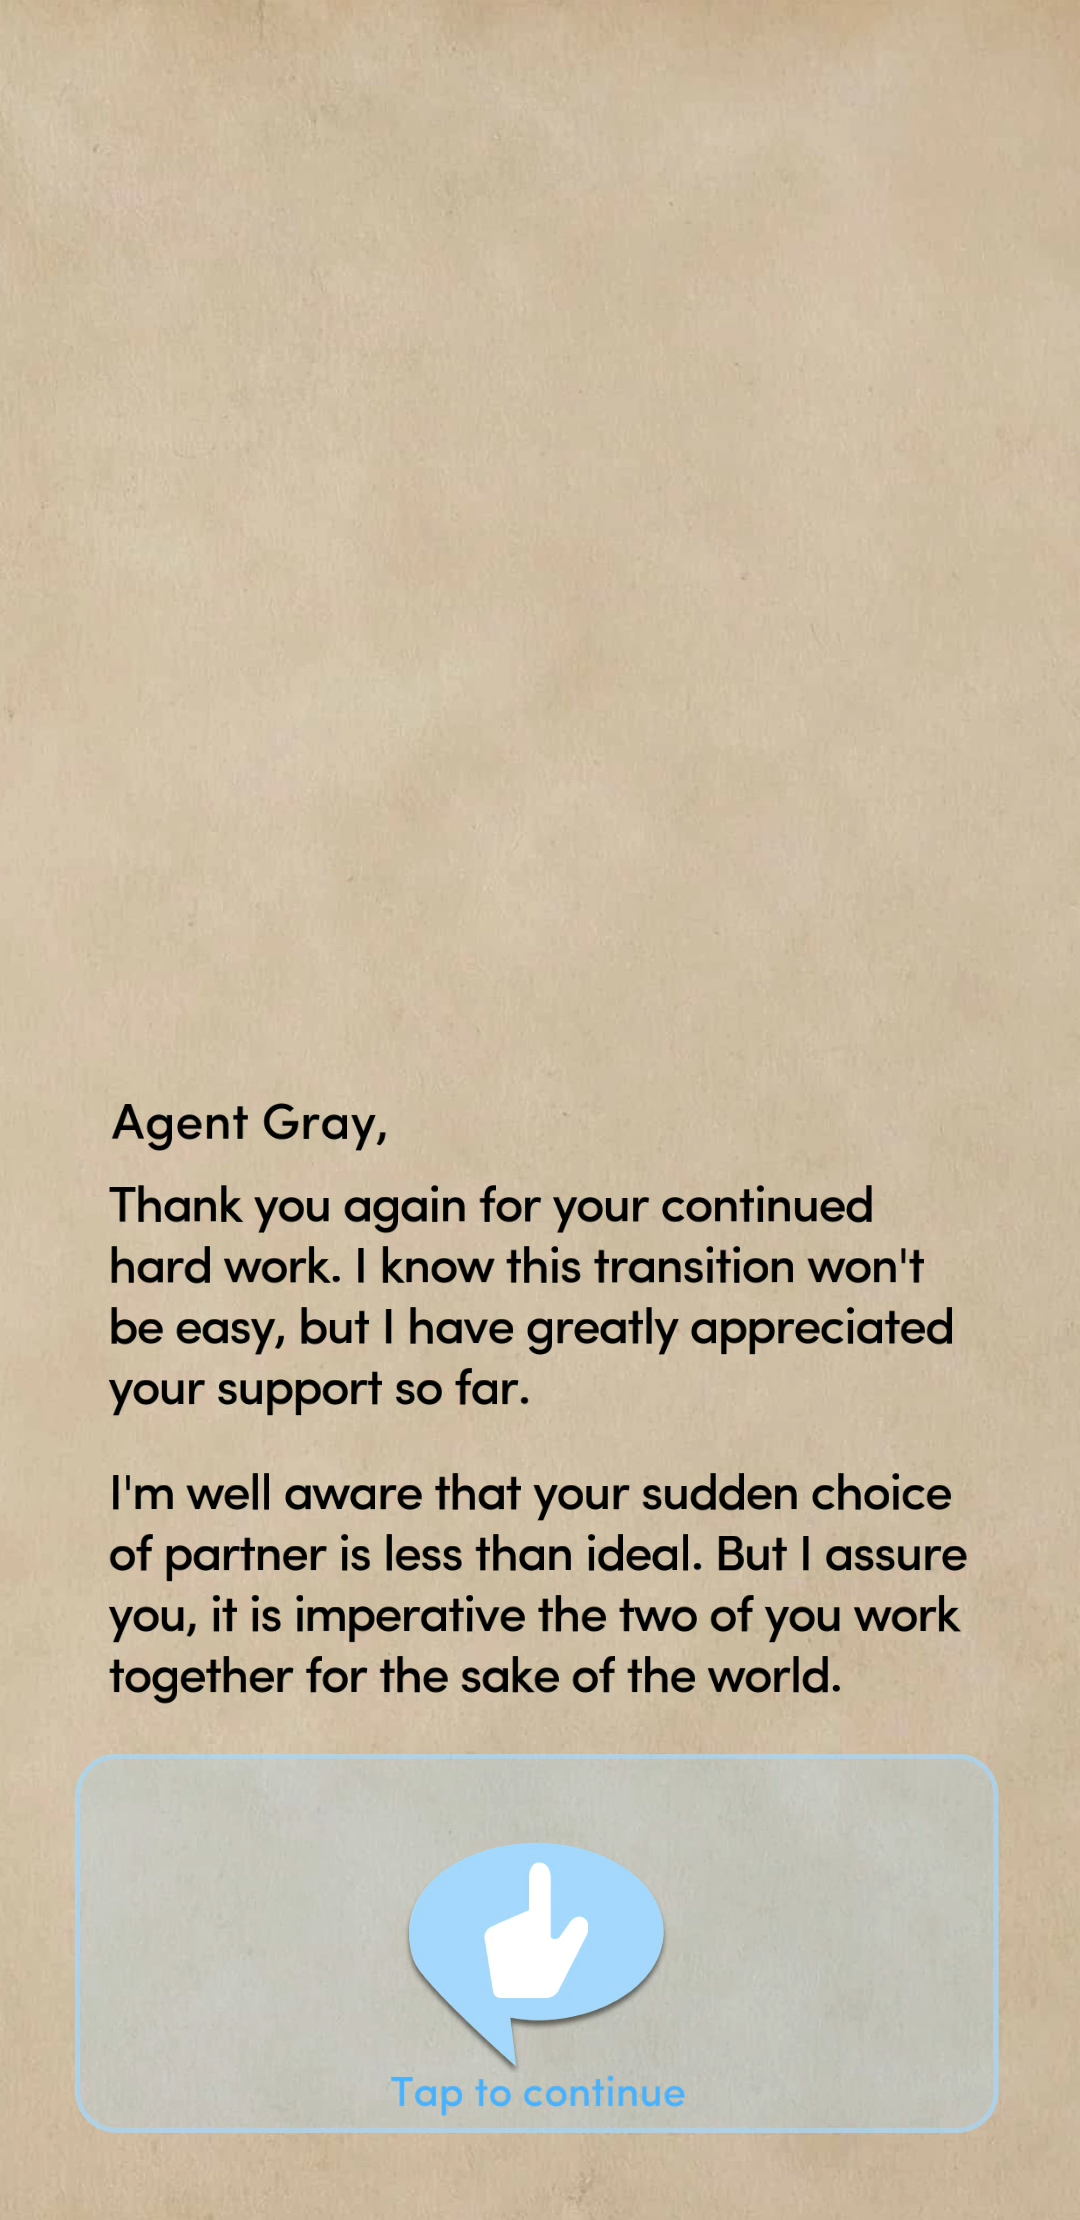 Agent Gray,
Thank you again for your continued
hard work. I know this transition won't
be easy, but I have greatly appreciated
your support so far.
I'm well aware that your sudden choice
of partner is less than ideal. But I assure
you, it is imperative the two of you work
together for the sake of the world.
Tap to continue